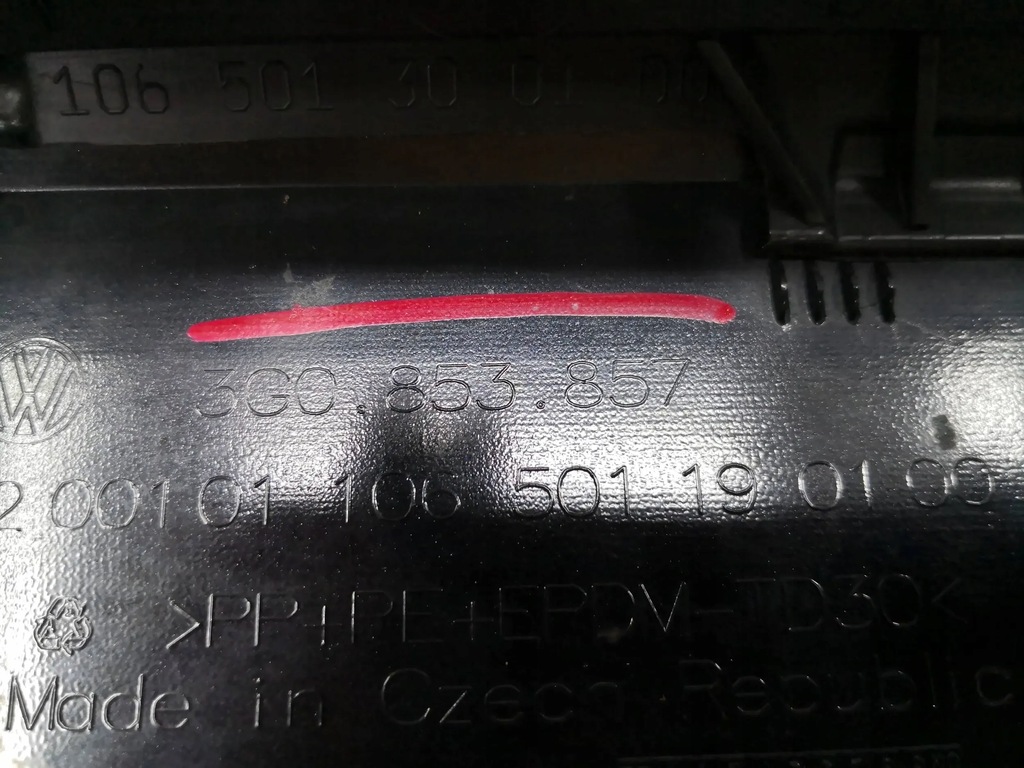 106 501 30 01 00
3G0.853.857
2 001 01 106 501 19 01 00
>PP+PE+EPDM-TD30<
Made in Czech Republic